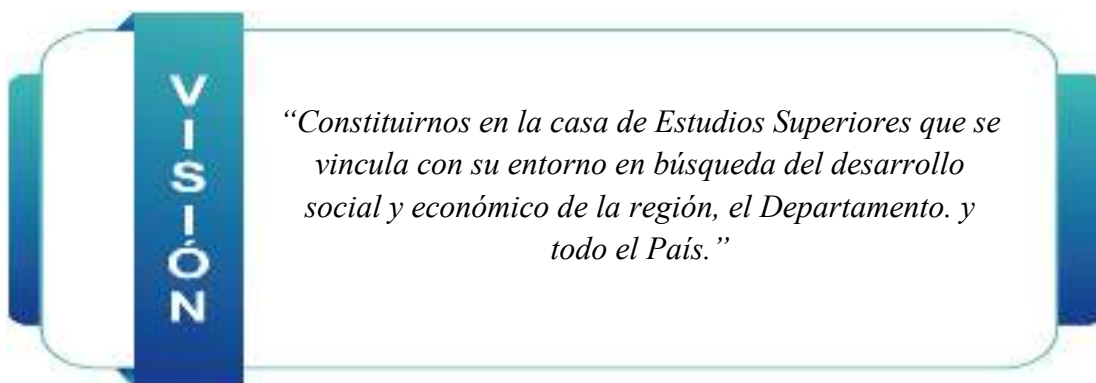 VISIÓN
“Constituirnos en la casa de Estudios Superiores que se
vincula con su entorno en búsqueda del desarrollo
social y económico de la región, el Departamento. y
todo el País.”